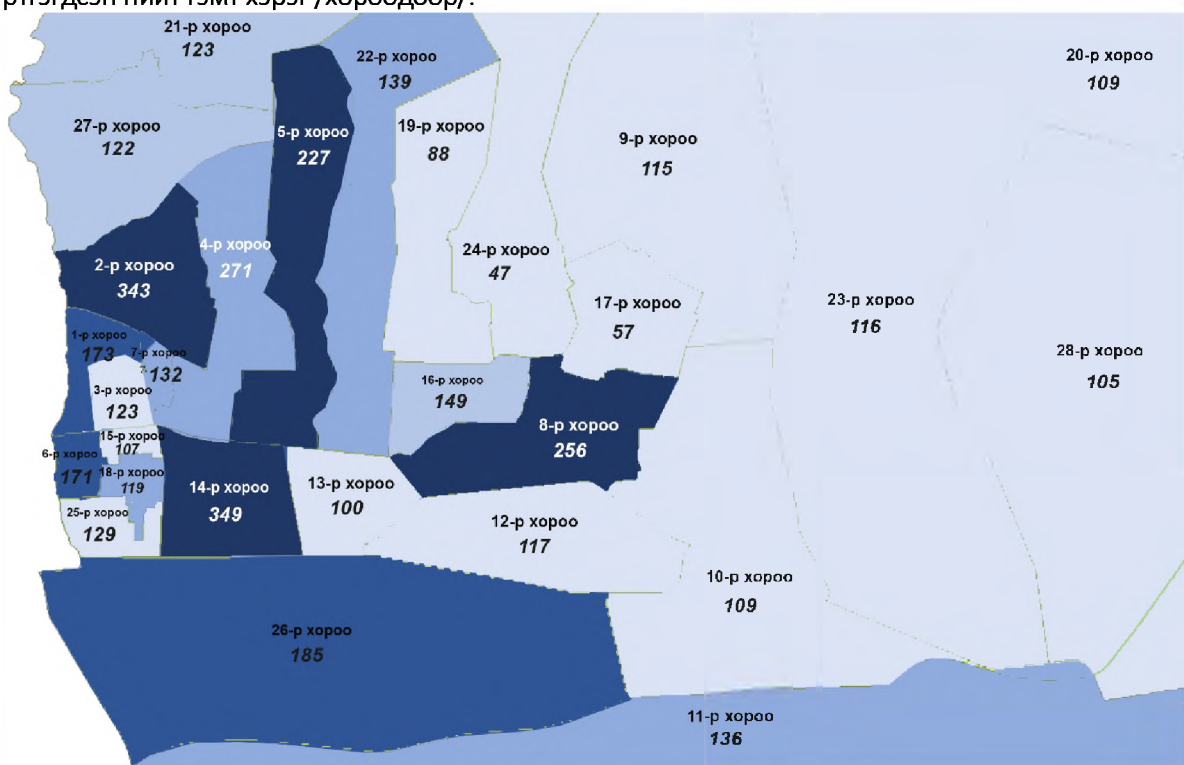 нийт гэмт хэрэг /хороодоор/.
21-р хороо
123
22-р хороо
139
20-р хороо
109
27-р хороо
122
5-р хороо
227
19-р хороо
88
9-р хороо
115
4-р хороо
271
24-р хороо
47
2-р хороо
343
17-р хороо
57
23-р хороо
116
28-р хороо
105
1-р хороо
173
7-р хороо
132
3-р хороо
123
16-р хороо
149
8-р хороо
256
15-р хороо
107
6-р хороо
171
18-р хороо
119
14-р хороо
349
13-р хороо
100
25-р хороо
129
12-р хороо
117
10-р хороо
109
26-р хороо
185
11-р хороо
136